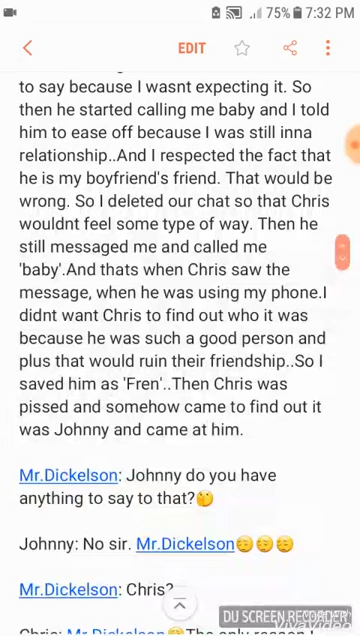 75% 7:32 PM
EDIT
to say because I wasnt expecting it. So
then he started calling me baby and I told
him to ease off because I was still inna
relationship..And I respected the fact that
he is my boyfriend's friend. That would be
wrong. So I deleted our chat so that Chris
wouldnt feel some type of way. Then he
still messaged me and called me
'baby'.And thats when Chris saw the
message, when he was using my phone.I
didnt want Chris to find out who it was
because he was such a good person and
plus that would ruin their friendship..So I
saved him as 'Fren'..Then Chris was
pissed and somehow came to find out it
was Johnny and came at him.
Mr.Dickelson: Johnny do you have
anything to say to that?🤔
Johnny: No sir. Mr.Dickelson😔😔😔
Mr.Dickelson: Chris?
DU SCREEN RECORDER
VivaVideo